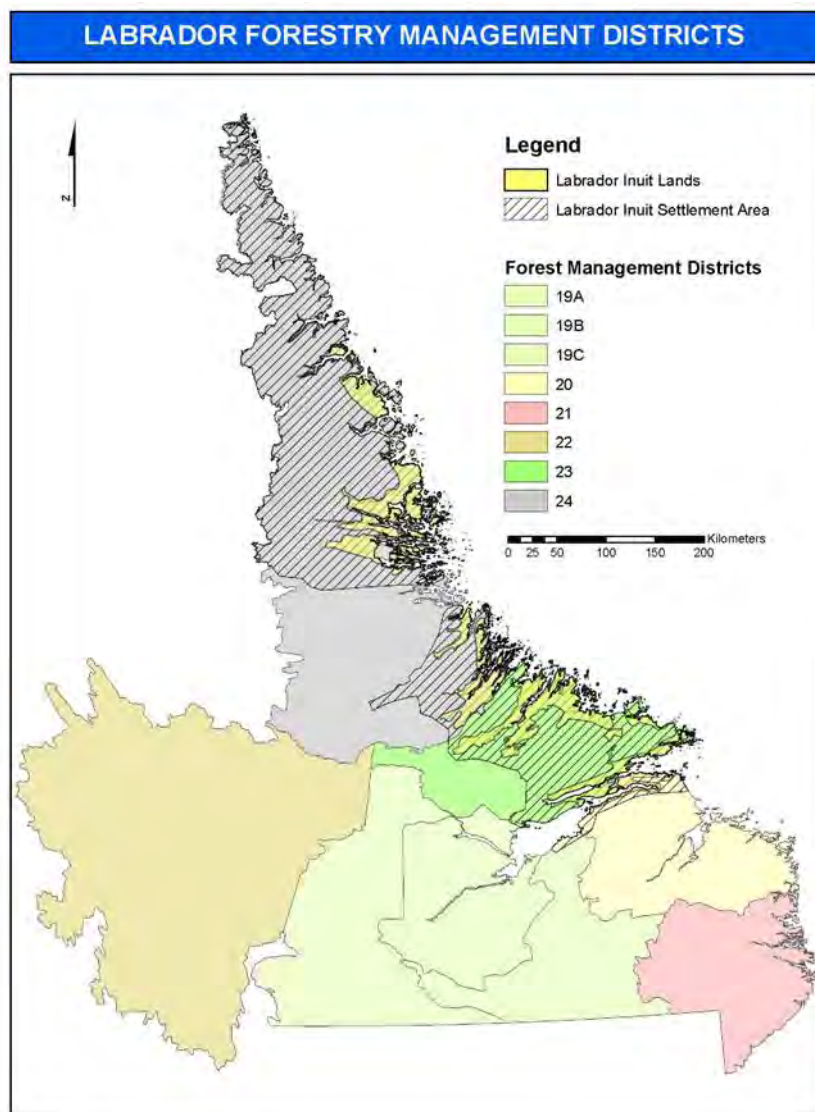 LABRADOR FORESTRY MANAGEMENT DISTRICTS
N
Legend
Labrador Inuit Lands
Labrador Inuit Settlement Area
Forest Management Districts
19A
19B
19C
20
21
22
23
24
Kilometers
0 25 50 100 150 200